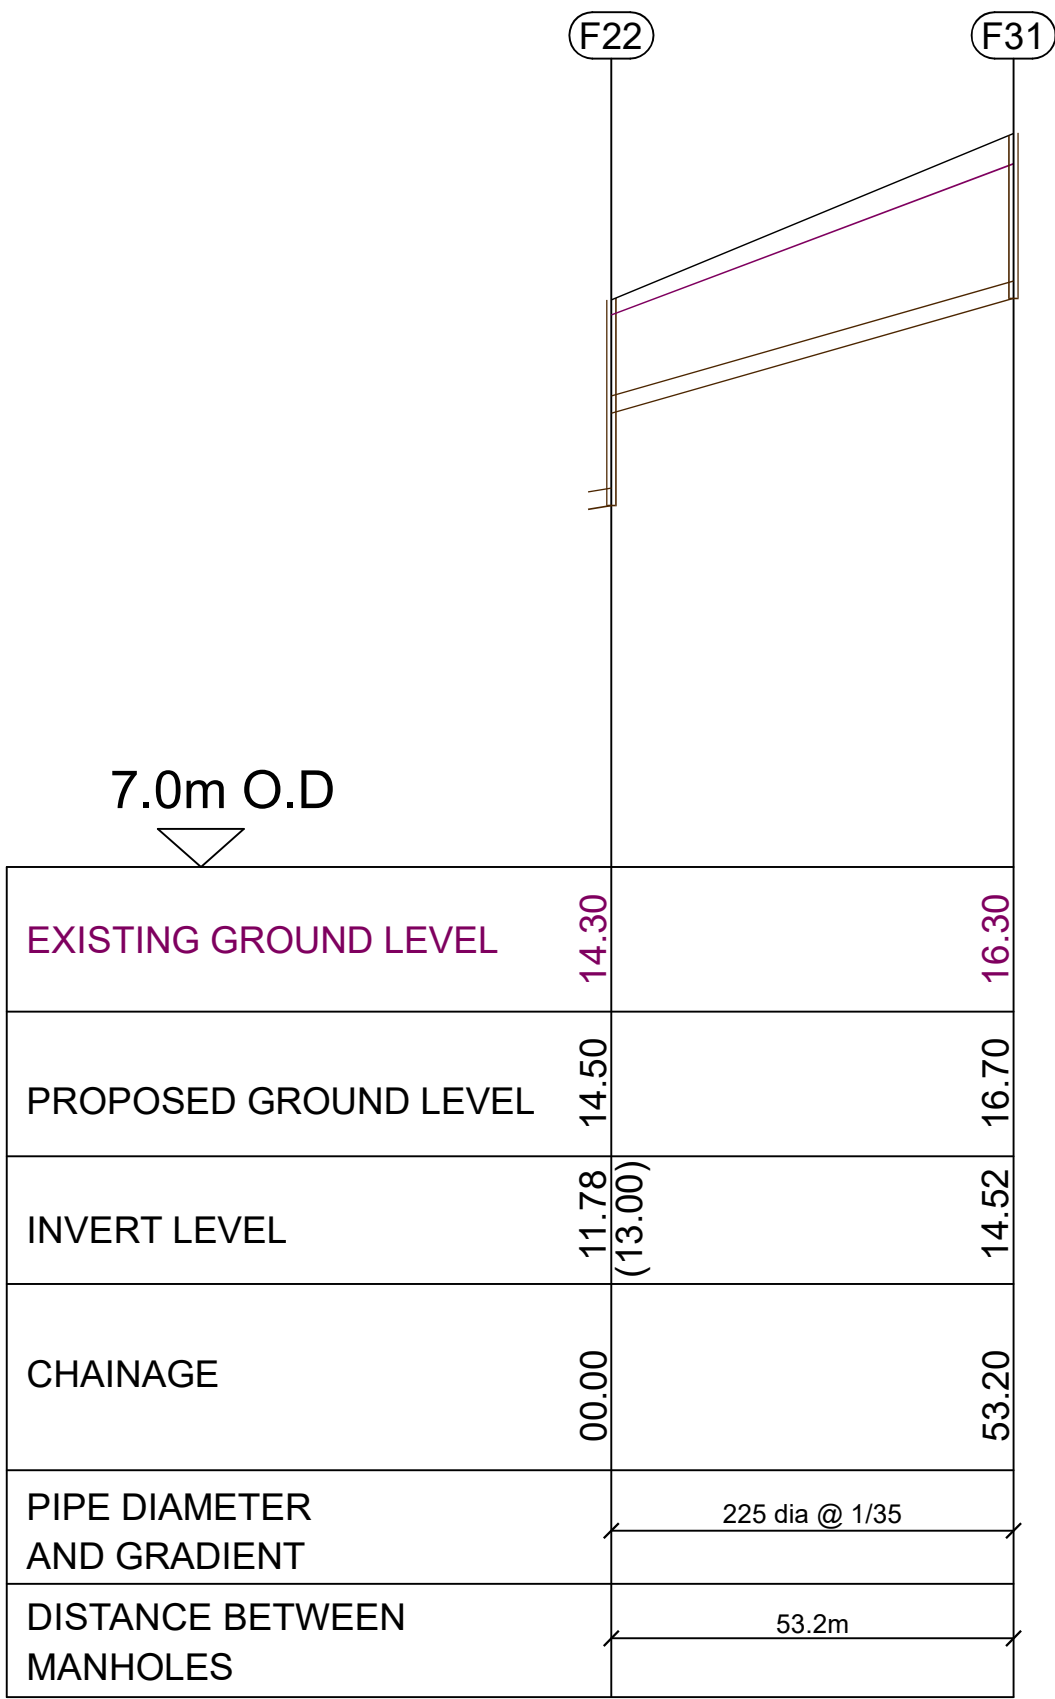 F22
F31
7.0m O.D
EXISTING GROUND LEVEL
14.30
16.30
PROPOSED GROUND LEVEL
14.50
16.70
INVERT LEVEL
11.78
(13.00)
14.52
CHAINAGE
00.00
53.20
PIPE DIAMETER
AND GRADIENT
225 dia @ 1/35
DISTANCE BETWEEN
MANHOLES
53.2m